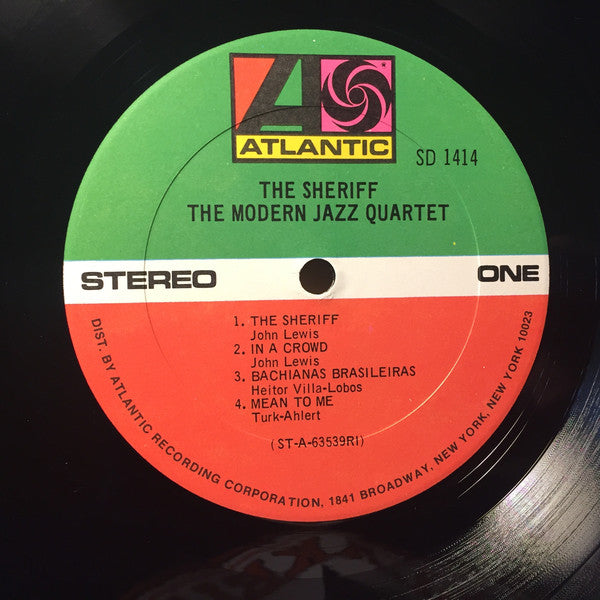 ATLANTIC
SD 1414
THE SHERIFF
THE MODERN JAZZ QUARTET
STEREO
ONE
1. THE SHERIFF
John Lewis
2. IN A CROWD
John Lewis
3. BACHIANAS BRASILEIRAS
Heitor Villa-Lobos
4. MEAN TO ME
Turk-Ahlert
(ST-A-63539RI)
DIST. BY ATLANTIC RECORDING CORPORATION, 1841 BROADWAY, NEW YORK, NEW YORK 10023